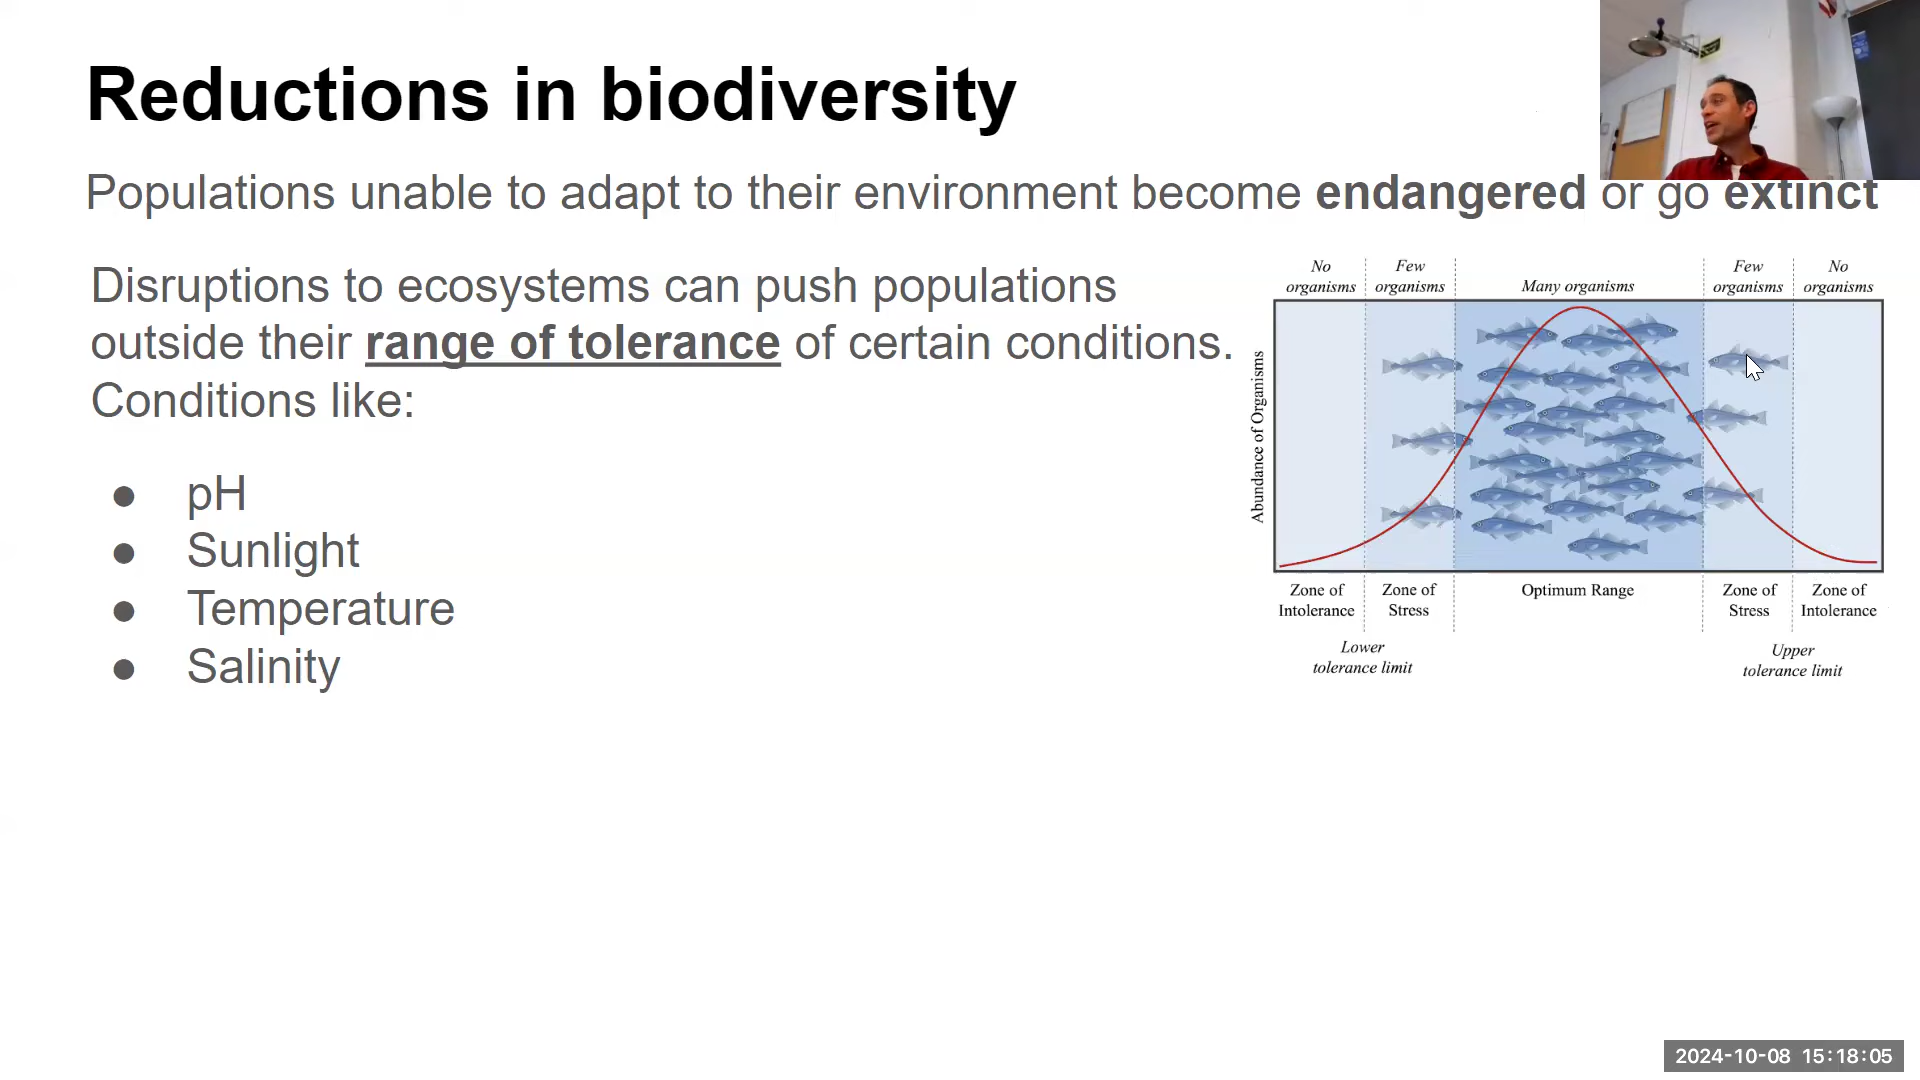 Reductions in biodiversity
Populations unable to adapt to their environment become endangered or go extinct
Disruptions to ecosystems can push populations
outside their range of tolerance of certain conditions.
Conditions like:
● pH
● Sunlight
● Temperature
● Salinity
No organisms
Few organisms
Many organisms
Few organisms
No organisms
Abundance of Organisms
Zone of Intolerance
Zone of Stress
Optimum Range
Zone of Stress
Zone of Intolerance
Lower tolerance limit
Upper tolerance limit
2024-10-08 15:18:05